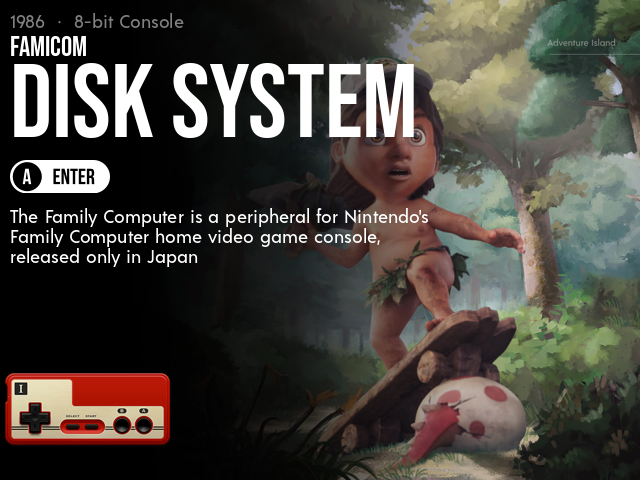 1986 · 8-bit Console
FAMICOM
Adventure Island
DISK SYSTEM
A ENTER
The Family Computer is a peripheral for Nintendo's
Family Computer home video game console,
released only in Japan
I
SELECT START
B A